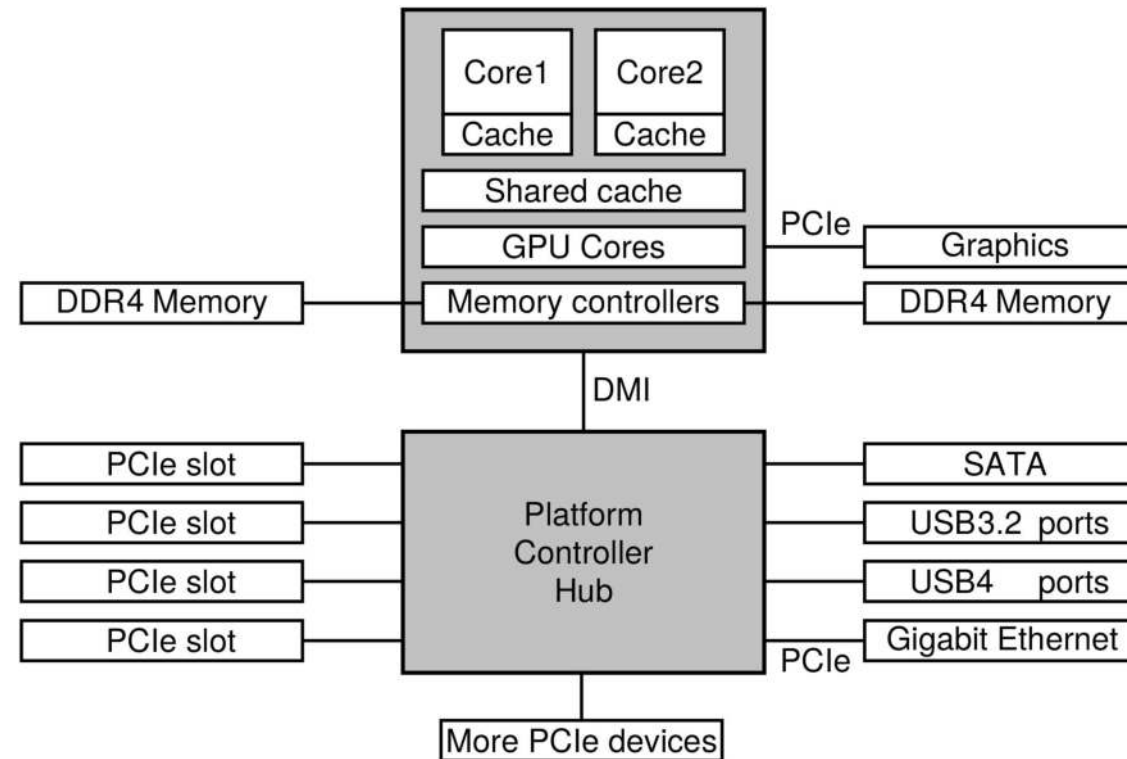 Core1
Core2
Cache
Cache
Shared cache
GPU Cores
PCIe
Graphics
DDR4 Memory
Memory controllers
DDR4 Memory
DMI
PCIe slot
PCIe slot
PCIe slot
PCIe slot
Platform
Controller
Hub
SATA
USB3.2 ports
USB4 ports
Gigabit Ethernet
PCIe
More PCIe devices